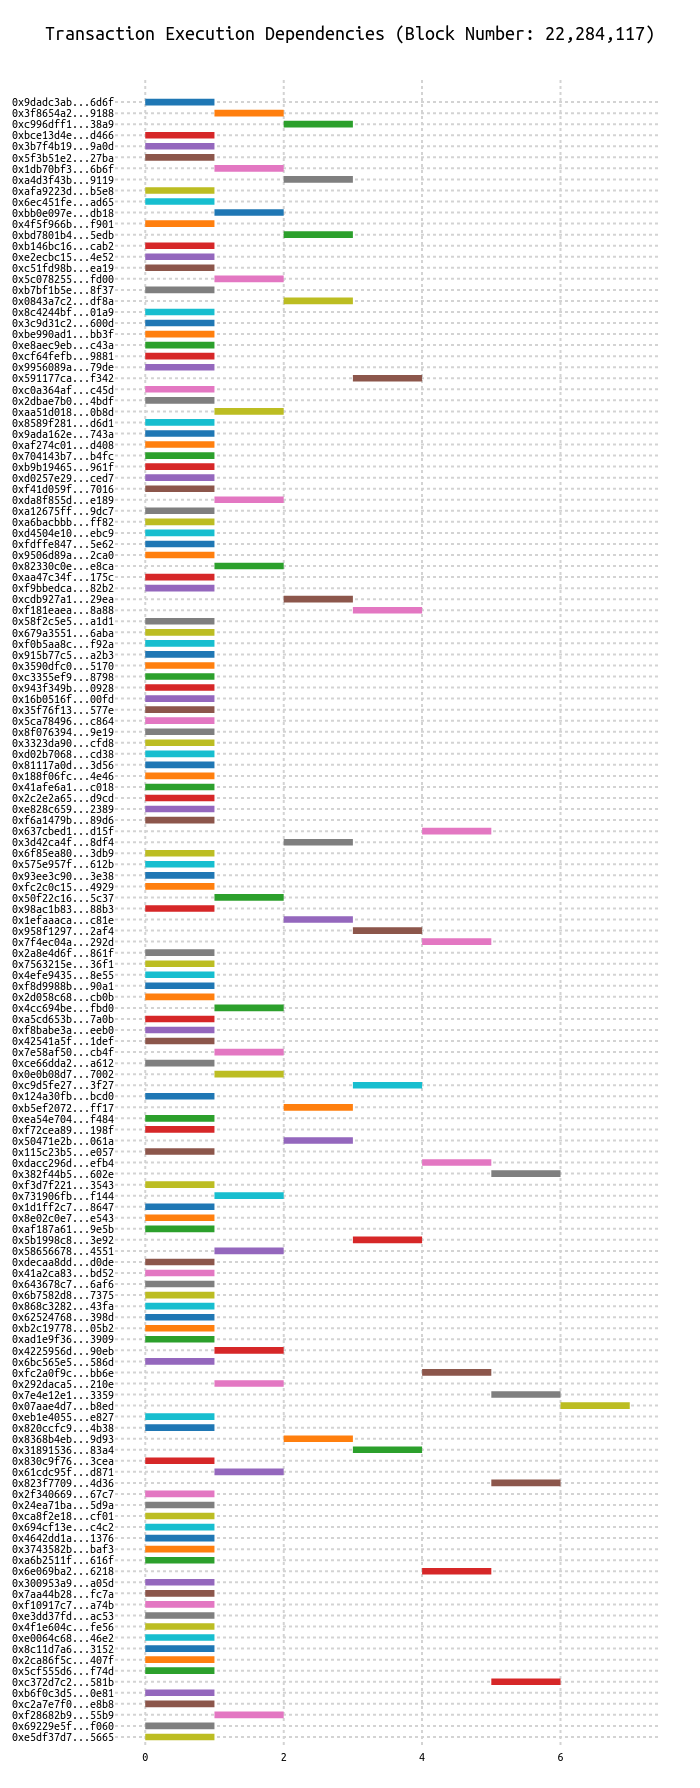 Transaction Execution Dependencies (Block Number: 22,284,117)
0x9dadc3ab...6d6f
0x3f8654a2...9188
0xc996dff1...38a9
0xbce13d4e...d466
0x3b7f4b19...9a0d
0x5f3b51e2...27ba
0x1db70bf3...6b6f
0xa4d3f43b...9119
0xafa9223d...b5e8
0x6ec451fe...ad65
0xbb0e097e...db18
0x4f5f966b...f901
0xbd7801b4...5edb
0xb146bc16...cab2
0xe2ecbc15...4e52
0xc51fd98b...ea19
0x5c078255...fd00
0xb7bf1b5e...8f37
0x0843a7c2...df8a
0x8c4244bf...01a9
0x3c9d31c2...600d
0xbe990ad1...bb3f
0xe8aec9eb...c43a
0xcf64fefb...9881
0x9956089a...79de
0x591177ca...f342
0xc0a364af...c45d
0x2dbae7b0...4bdf
0xaa51d018...0b8d
0x8589f281...d6d1
0x9ada162e...743a
0xaf274c01...d408
0x704143b7...b4fc
0xb9b19465...961f
0xd0257e29...ced7
0xf41d059f...7016
0xda8f855d...e189
0xa12675ff...9dc7
0xa6bacbbb...ff82
0xd4504e10...ebc9
0xfdffe847...5e62
0x9506d89a...2ca0
0x82330c0e...e8ca
0xaa47c34f...175c
0xf9bbedca...82b2
0xcdb927a1...29ea
0xf181eaea...8a88
0x58f2c5e5...a1d1
0x679a3551...6aba
0xf0b5aa8c...f92a
0x915b77c5...a2b3
0x3590dfc0...5170
0xc3355ef9...8798
0x943f349b...0928
0x16b0516f...00fd
0x35f76f13...577e
0x5ca78496...c864
0x8f076394...9e19
0x3323da90...cfd8
0xd02b7068...cd38
0x81117a0d...3d56
0x188f06fc...4e46
0x41afe6a1...c018
0x2c2e2a65...d9cd
0xe828c659...2389
0xf6a1479b...89d6
0x637cbed1...d15f
0x3d42ca4f...8df4
0x6f85ea80...3db9
0x575e957f...612b
0x93ee3c90...3e38
0xfc2c0c15...4929
0x50f22c16...5c37
0x98ac1b83...88b3
0x1efaaaca...c81e
0x958f1297...2af4
0x7f4ec04a...292d
0x2a8e4d6f...861f
0x7563215e...36f1
0x4efe9435...8e55
0xf8d9988b...90a1
0x2d058c68...cb0b
0x4cc694be...fbd0
0xa5cd653b...7a0b
0xf8babe3a...eeb0
0x42541a5f...1def
0x7e58af50...cb4f
0xce66dda2...a612
0x0e0b08d7...7002
0xc9d5fe27...3f27
0x124a30fb...bcd0
0xb5ef2072...ff17
0xea54e704...f484
0xf72cea89...198f
0x50471e2b...061a
0x115c23b5...e057
0xdacc296d...efb4
0x382f44b5...602e
0xf3d7f221...3543
0x731906fb...f144
0x1d1ff2c7...8647
0x8e02c0e7...e543
0xaf187a61...9e5b
0x5b1998c8...3e92
0x58656678...4551
0xdecaa8dd...d0de
0x41a2ca83...bd52
0x643678c7...6af6
0x6b7582d8...7375
0x868c3282...43fa
0x62524768...398d
0xb2c19778...05b2
0xad1e9f36...3909
0x4225956d...90eb
0x6bc565e5...586d
0xfc2a0f9c...bb6e
0x292daca5...210e
0x7e4e12e1...3359
0x07aae4d7...b8ed
0xeb1e4055...e827
0x820ccfc9...4b38
0x8368b4eb...9d93
0x31891536...83a4
0x830c9f76...3cea
0x61cdc95f...d871
0x823f7709...4d36
0x2f340669...67c7
0x24ea71ba...5d9a
0xca8f2e18...cf01
0x694cf13e...c4c2
0x4642dd1a...1376
0x3743582b...baf3
0xa6b2511f...616f
0x6e069ba2...6218
0x300953a9...a05d
0x7aa44b28...fc7a
0xf10917c7...a74b
0xe3dd37fd...ac53
0x4f1e604c...fe56
0xe0064c68...46e2
0x8c11d7a6...3152
0x2ca86f5c...407f
0x5cf555d6...f74d
0xc372d7c2...581b
0xb6f0c3d5...0e81
0xc2a7e7f0...e8b8
0xf28682b9...55b9
0x69229e5f...f060
0xe5df37d7...5665
0 2 4 6